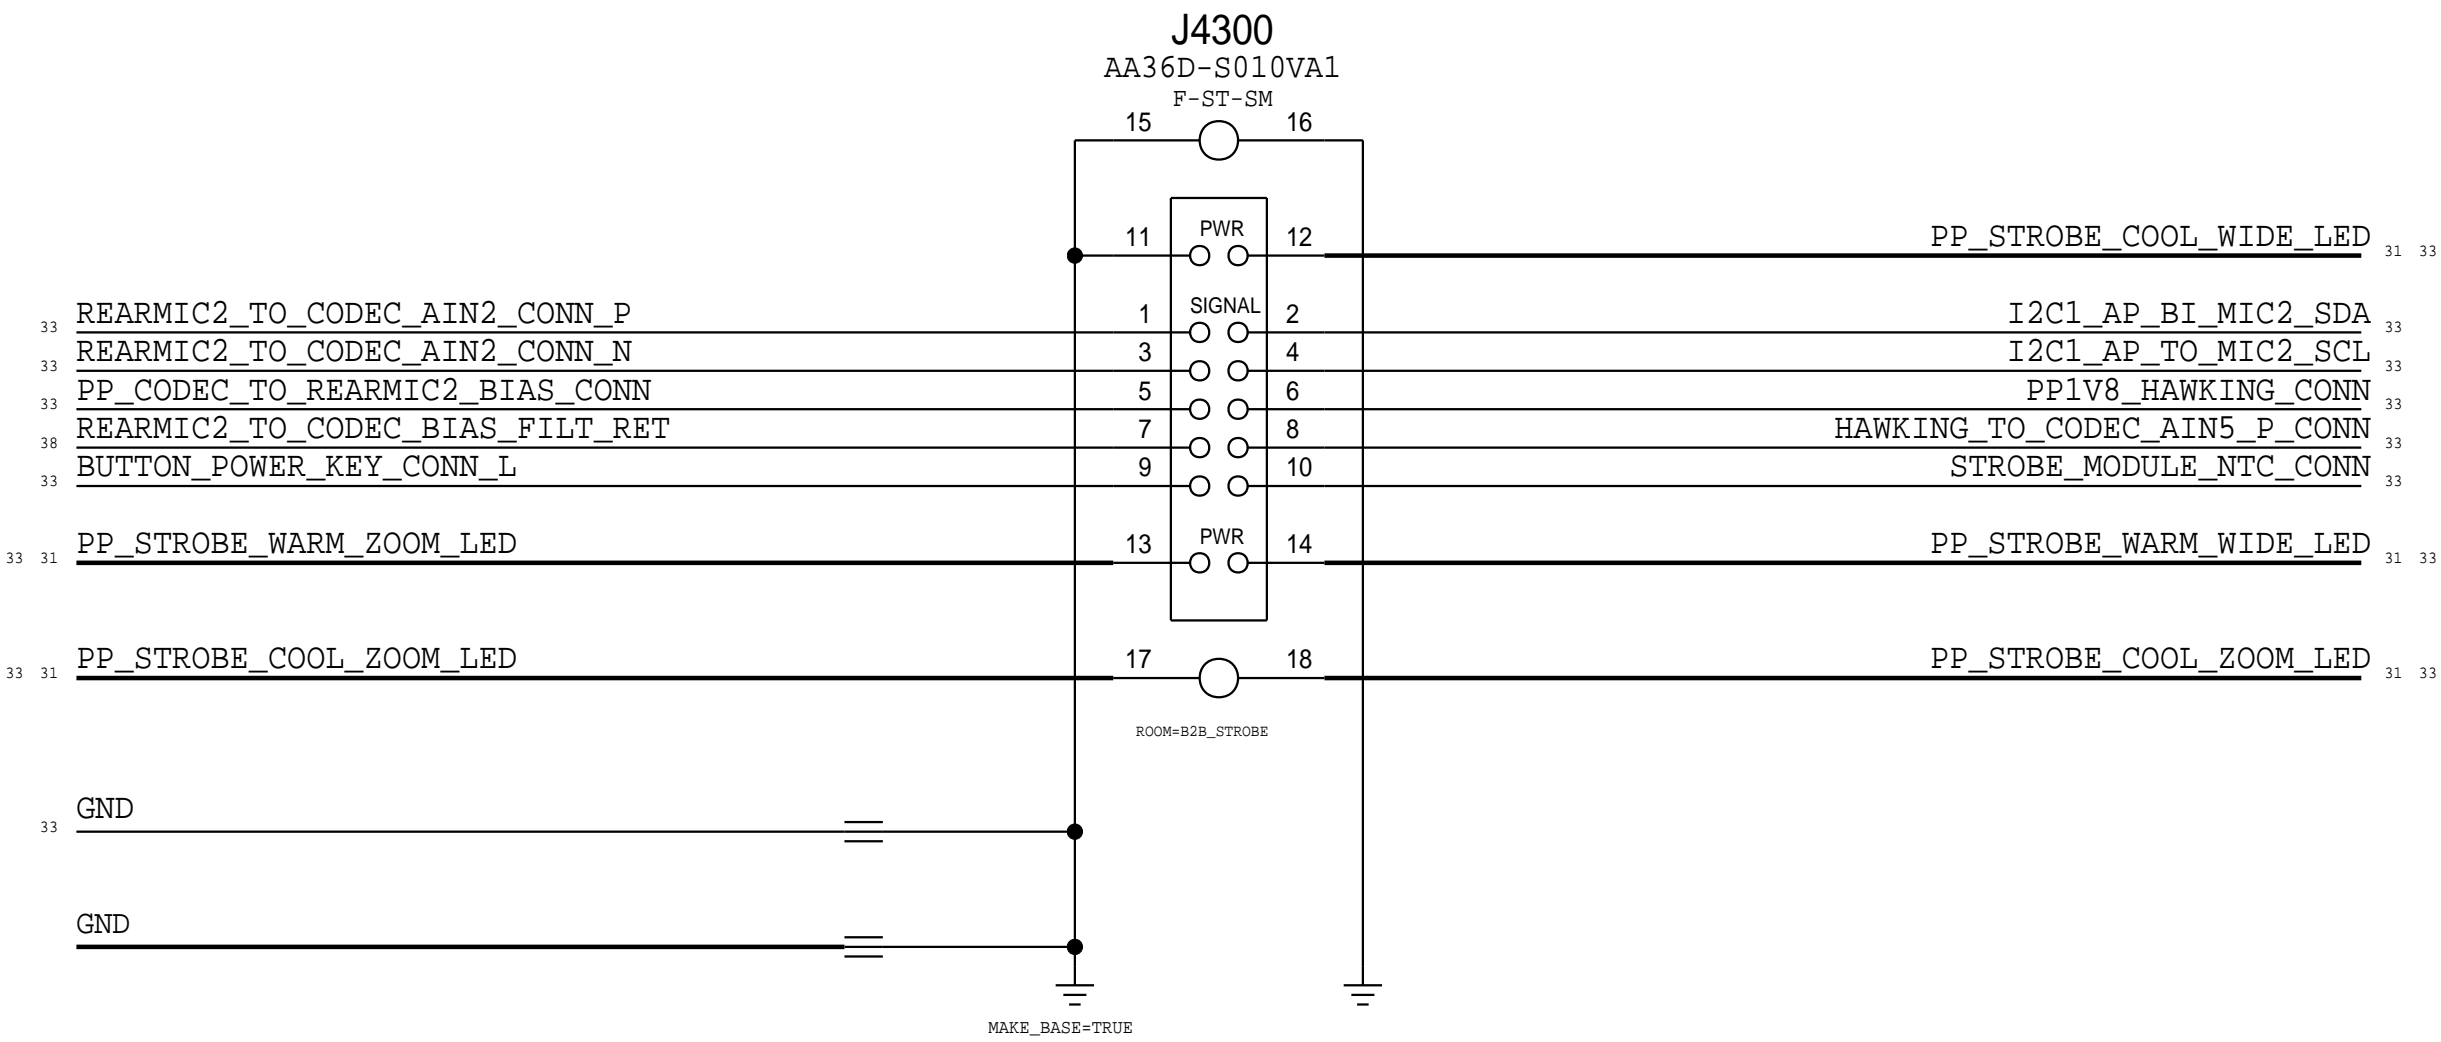 J4300
AA36D-S010VA1
F-ST-SM
15 16
11 PWR 12 PP_STROBE_COOL_WIDE_LED 31 33
33 REARMIC2_TO_CODEC_AIN2_CONN_P 1 SIGNAL 2 I2C1_AP_BI_MIC2_SDA 33
33 REARMIC2_TO_CODEC_AIN2_CONN_N 3 4 I2C1_AP_TO_MIC2_SCL 33
33 PP_CODEC_TO_REARMIC2_BIAS_CONN 5 6 PP1V8_HAWKING_CONN 33
38 REARMIC2_TO_CODEC_BIAS_FILT_RET 7 8 HAWKING_TO_CODEC_AIN5_P_CONN 33
33 BUTTON_POWER_KEY_CONN_L 9 10 STROBE_MODULE_NTC_CONN 33
33 31 PP_STROBE_WARM_ZOOM_LED 13 PWR 14 PP_STROBE_WARM_WIDE_LED 31 33
33 31 PP_STROBE_COOL_ZOOM_LED 17 18 PP_STROBE_COOL_ZOOM_LED 31 33
ROOM=B2B_STROBE
33 GND
GND
MAKE_BASE=TRUE